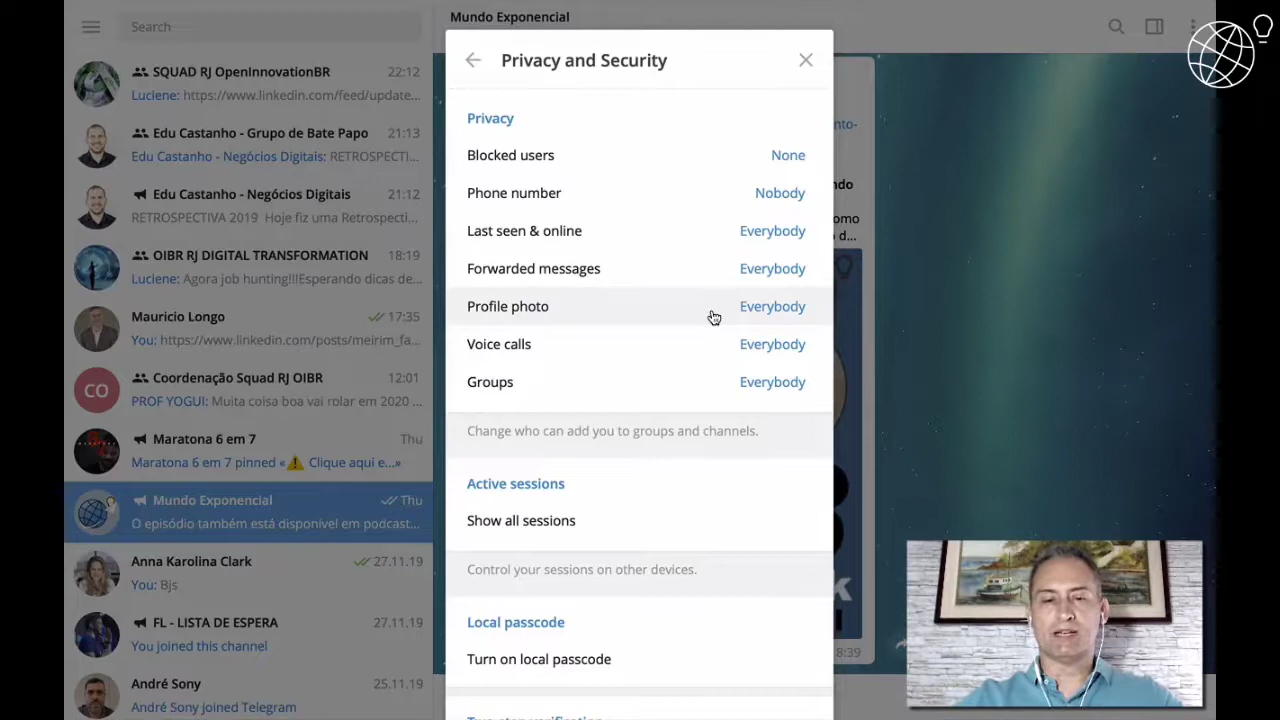 Search
SQUAD RJ OpenInnovationBR 22:12
Luciene: https://www.linkedin.com/feed/update...
Edu Castanho - Grupo de Bate Papo 21:13
Edu Castanho - Negócios Digitais: RETROSPECTI...
Edu Castanho - Negócios Digitais 21:12
RETROSPECTIVA 2019 Hoje fiz uma Retrospecti...
OIBR RJ DIGITAL TRANSFORMATION 18:19
Luciene: Agora job hunting!!!Esperando dicas de...
Mauricio Longo 17:35
You: https://www.linkedin.com/posts/meirim_fa...
CO
Coordenação Squad RJ OIBR 12:01
PROF YOGUI: Muita coisa boa vai rolar em 2020 ...
Maratona 6 em 7 Thu
Maratona 6 em 7 pinned «⚠️ Clique aqui e...»
Mundo Exponencial Thu
O episódio também está disponível em podcast...
Anna Karolina Clark 27.11.19
You: Bjs
FL - LISTA DE ESPERA 27.11.19
You joined this channel
André Sony 25.11.19
André Sony joined Telegram
Mundo Exponencial
Privacy and Security
Privacy
Blocked users None
Phone number Nobody
Last seen & online Everybody
Forwarded messages Everybody
Profile photo Everybody
Voice calls Everybody
Groups Everybody
Change who can add you to groups and channels.
Active sessions
Show all sessions
Control your sessions on other devices.
Local passcode
Turn on local passcode
Two-step verification
nto-
ndo
omo
d...
k
!
8:39